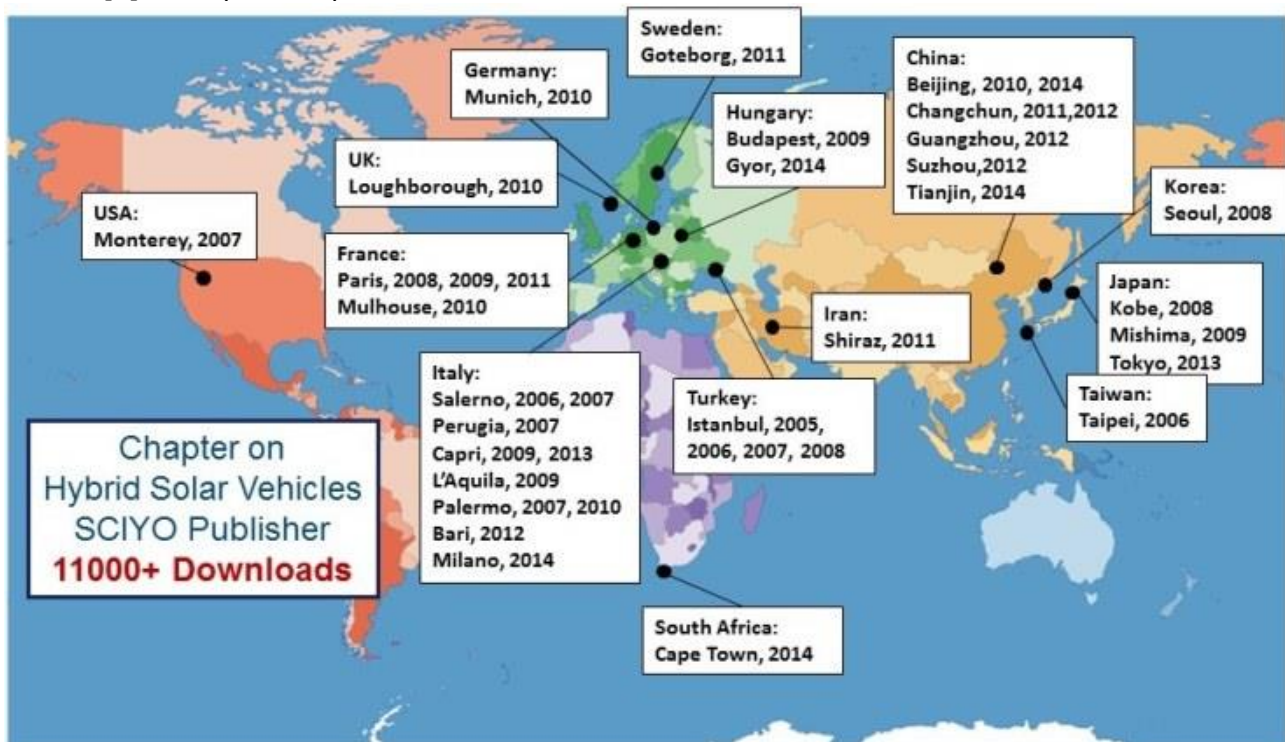 Sweden:
Goteborg, 2011
Germany:
Munich, 2010
China:
Beijing, 2010, 2014
Changchun, 2011,2012
Guangzhou, 2012
Suzhou,2012
Tianjin, 2014
Hungary:
Budapest, 2009
Gyor, 2014
UK:
Loughborough, 2010
Korea:
Seoul, 2008
USA:
Monterey, 2007
France:
Paris, 2008, 2009, 2011
Mulhouse, 2010
Japan:
Kobe, 2008
Mishima, 2009
Tokyo, 2013
Iran:
Shiraz, 2011
Italy:
Salerno, 2006, 2007
Perugia, 2007
Capri, 2009, 2013
L'Aquila, 2009
Palermo, 2007, 2010
Bari, 2012
Milano, 2014
Turkey:
Istanbul, 2005,
2006, 2007, 2008
Taiwan:
Taipei, 2006
Chapter on
Hybrid Solar Vehicles
SCIYO Publisher
11000+ Downloads
South Africa:
Cape Town, 2014